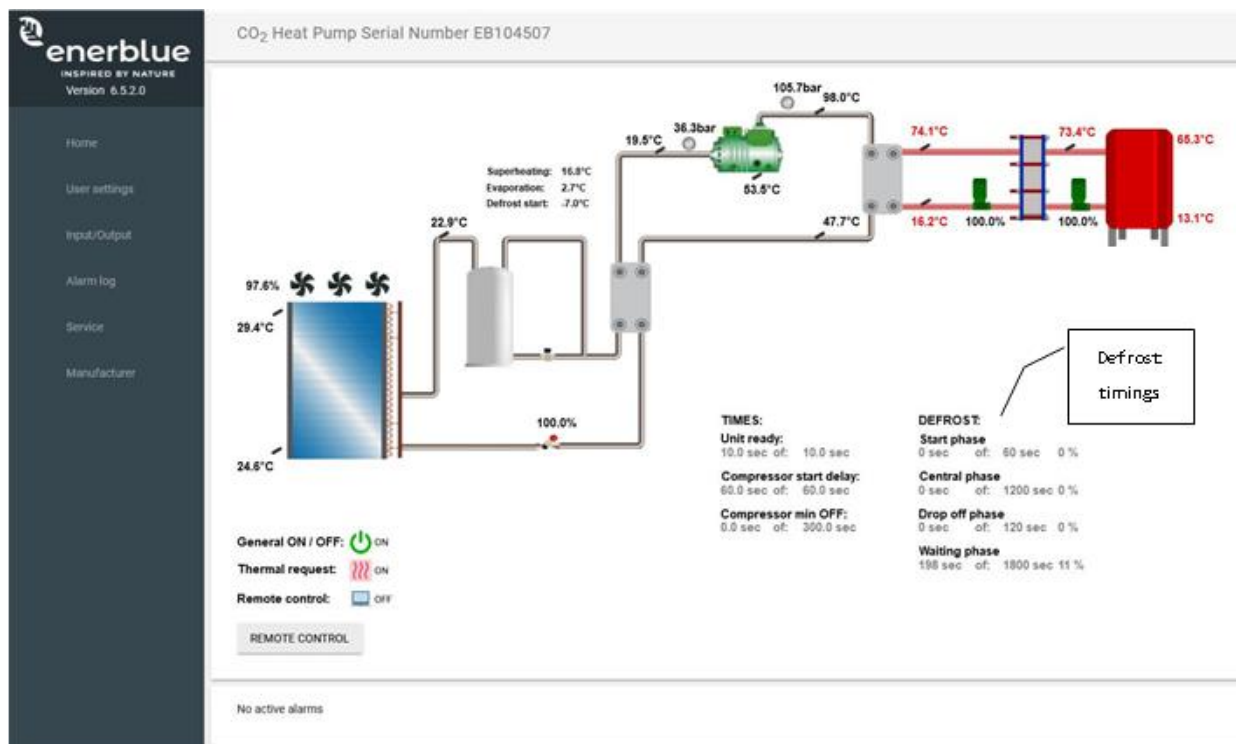 enerblue
INSPIRED BY NATURE
Version 6.5.2.0
Home
User settings
Input/Output
Alarm log
Service
Manufacturer
CO₂ Heat Pump Serial Number EB104507
105.7bar
98.0°C
36.3bar
19.5°C
53.5°C
74.1°C
73.4°C
65.3°C
Superheating: 16.8°C
Evaporation: 2.7°C
Defrost start: -7.0°C
22.9°C
47.7°C
16.2°C
100.0%
100.0%
13.1°C
97.6%
29.4°C
24.6°C
100.0%
Defrost
timings
TIMES:
Unit ready:
10.0 sec of: 10.0 sec
Compressor start delay:
60.0 sec of: 60.0 sec
Compressor min OFF:
0.0 sec of: 300.0 sec
DEFROST:
Start phase
0 sec of: 60 sec 0 %
Central phase
0 sec of: 1200 sec 0 %
Drop off phase
0 sec of: 120 sec 0 %
Waiting phase
198 sec of: 1800 sec 11 %
General ON / OFF: ON
Thermal request: ON
Remote control: OFF
REMOTE CONTROL
No active alarms